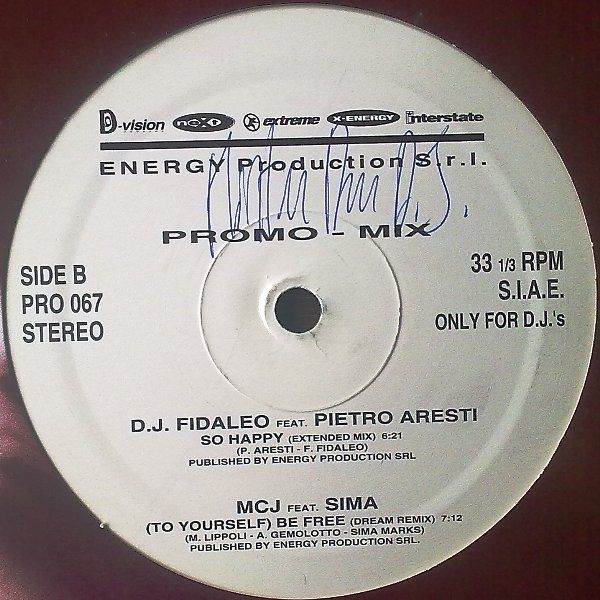 D-vision next extreme X-ENERGY interstate
ENERGY Production S.r.l.
PROMO - MIX
SIDE B
PRO 067
STEREO
33 1/3 RPM
S.I.A.E.
ONLY FOR D.J.'s
D.J. FIDALEO FEAT. PIETRO ARESTI
SO HAPPY (EXTENDED MIX) 6:21
(P. ARESTI - F. FIDALEO)
PUBLISHED BY ENERGY PRODUCTION SRL
MCJ FEAT. SIMA
(TO YOURSELF) BE FREE (DREAM REMIX) 7:12
(M. LIPPOLI - A. GEMOLOTTO - SIMA MARKS)
PUBLISHED BY ENERGY PRODUCTION SRL.